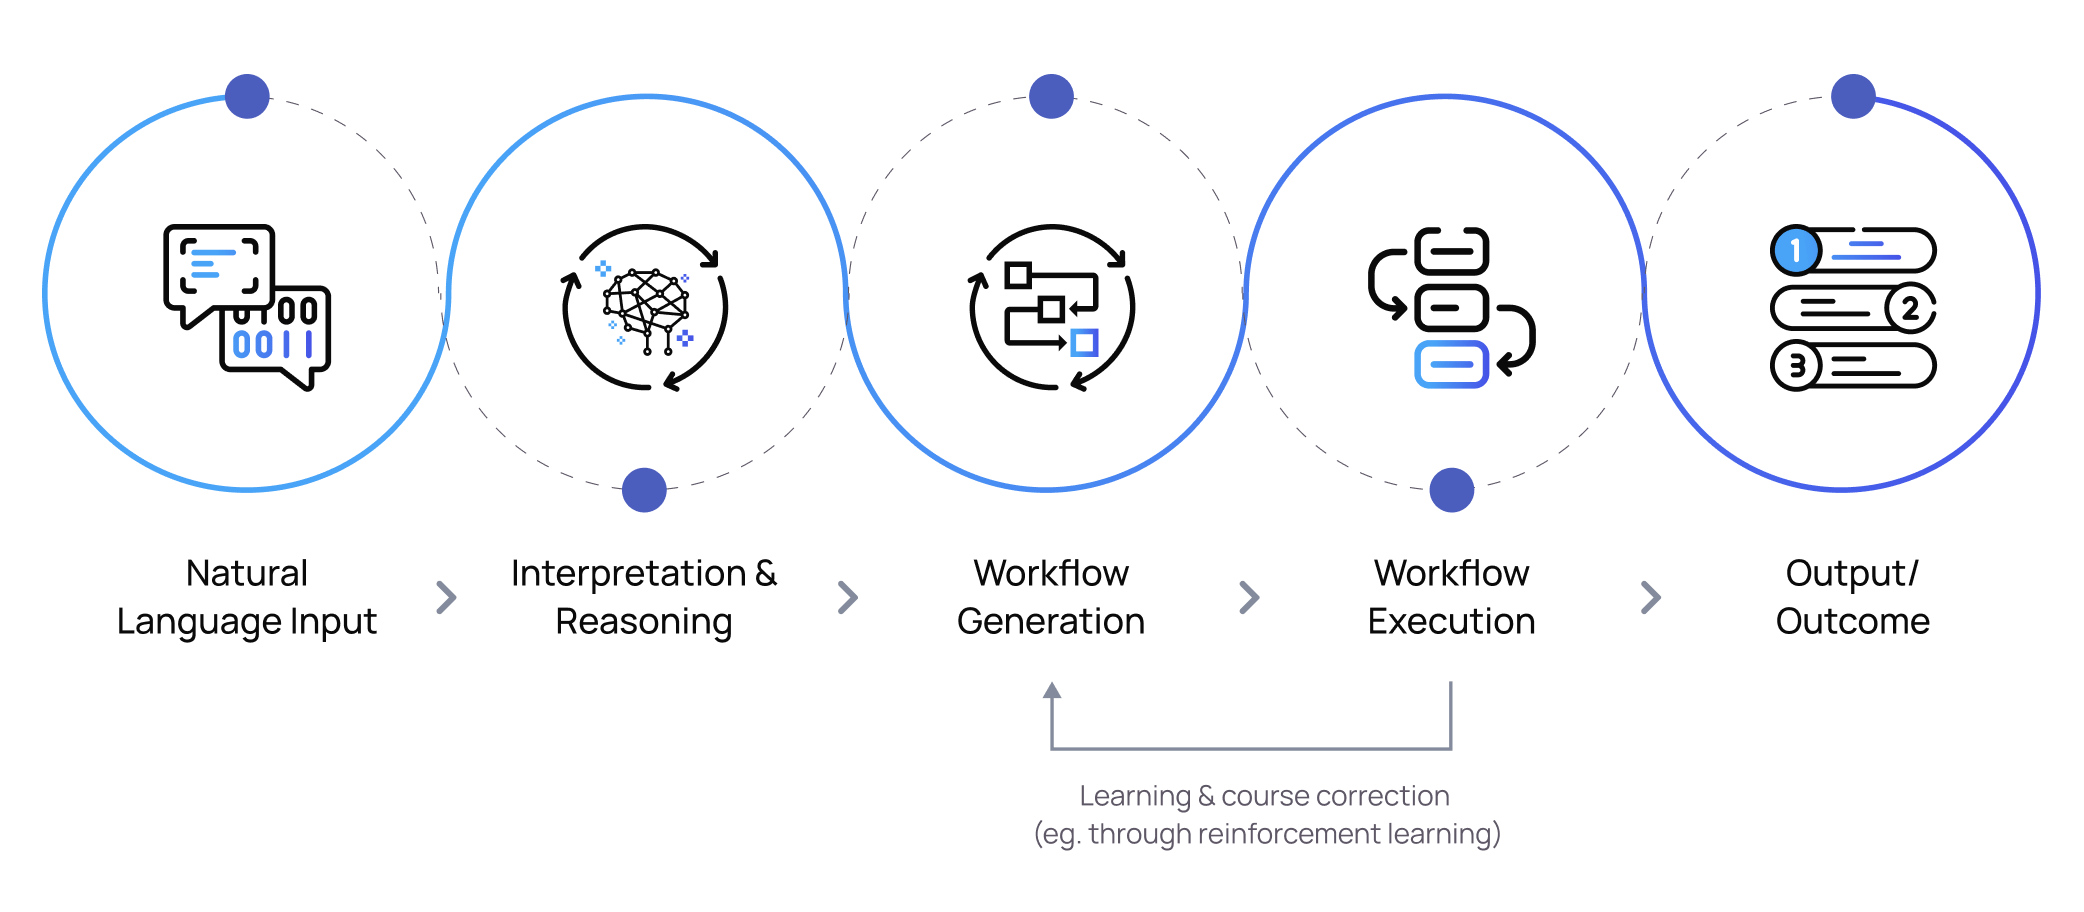 0100
0011
1
2
3
Natural
Language Input
Interpretation &
Reasoning
Workflow
Generation
Workflow
Execution
Output/
Outcome
Learning & course correction
(eg. through reinforcement learning)